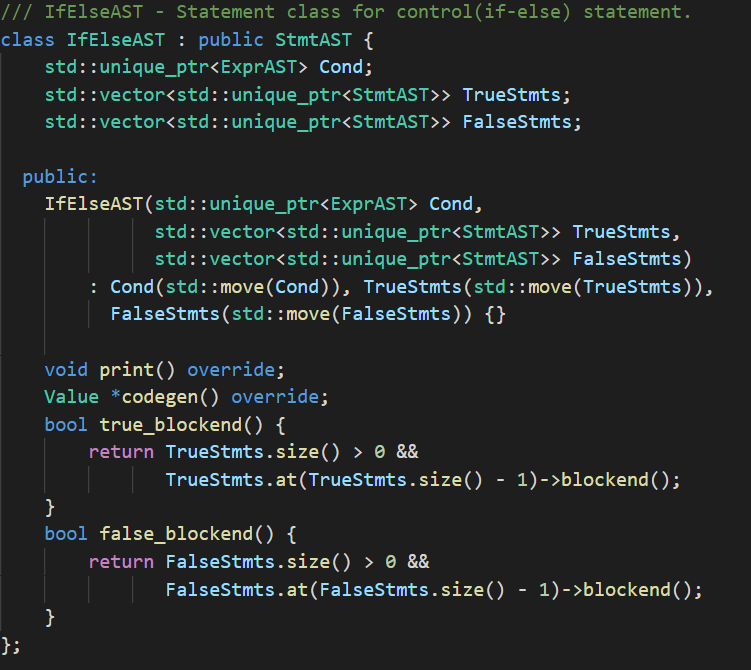 /// IfElseAST - Statement class for control(if-else) statement.
class IfElseAST : public StmtAST {
    std::unique_ptr<ExprAST> Cond;
    std::vector<std::unique_ptr<StmtAST>> TrueStmts;
    std::vector<std::unique_ptr<StmtAST>> FalseStmts;

  public:
    IfElseAST(std::unique_ptr<ExprAST> Cond,
              std::vector<std::unique_ptr<StmtAST>> TrueStmts,
              std::vector<std::unique_ptr<StmtAST>> FalseStmts)
        : Cond(std::move(Cond)), TrueStmts(std::move(TrueStmts)),
          FalseStmts(std::move(FalseStmts)) {}

    void print() override;
    Value *codegen() override;
    bool true_blockend() {
        return TrueStmts.size() > 0 &&
               TrueStmts.at(TrueStmts.size() - 1)->blockend();
    }
    bool false_blockend() {
        return FalseStmts.size() > 0 &&
               FalseStmts.at(FalseStmts.size() - 1)->blockend();
    }
};